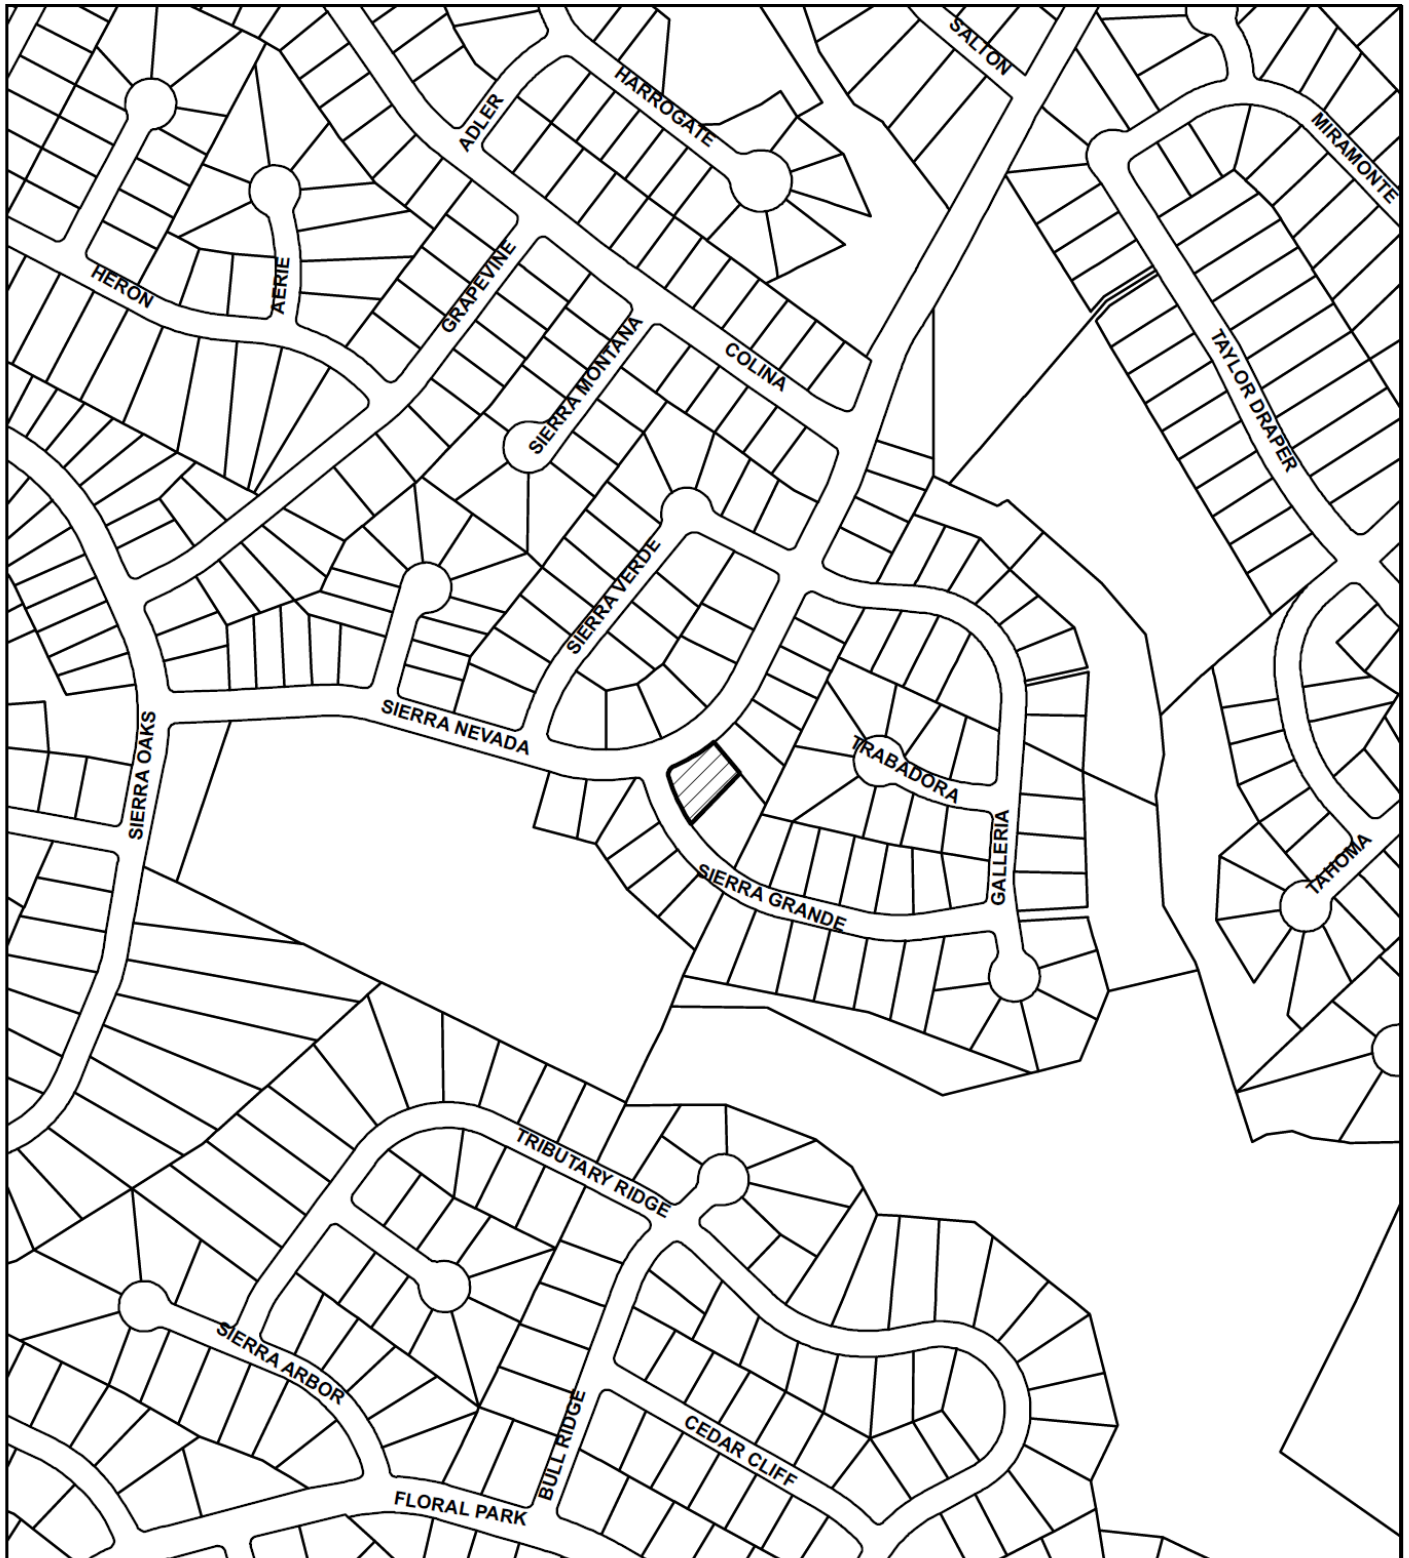 SALTON
HARROGATE
ADLER
MIRAMONTE
GRAPEVINE
AERIE
HERON
SIERRA MONTANA
COLINA
TAYLOR DRAPER
SIERRA VERDE
SIERRA NEVADA
SIERRA OAKS
TRABADORA
GALLERIA
TAHOMA
SIERRA GRANDE
TRIBUTARY RIDGE
SIERRA ARBOR
BULL RIDGE
CEDAR CLIFF
FLORAL PARK